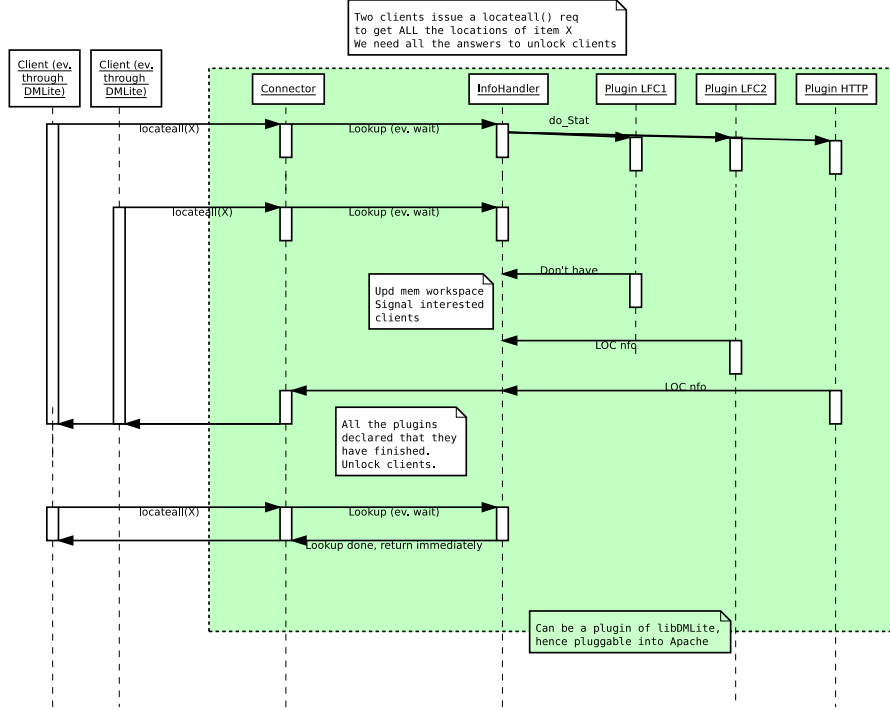 Two clients issue a locateall() req
to get ALL the locations of item X
We need all the answers to unlock clients
Client (ev.
through
DMLite)
Client (ev.
through
DMLite)
Connector
InfoHandler
Plugin LFC1
Plugin LFC2
Plugin HTTP
do_Stat
locateall(X)
Lookup (ev. wait)
locateall(X)
Lookup (ev. wait)
Don't have
Upd mem workspace
Signal interested
clients
LOC nfo
LOC nfo
All the plugins
declared that they
have finished.
Unlock clients.
locateall(X)
Lookup (ev. wait)
Lookup done, return immediately
Can be a plugin of libDMLite,
hence pluggable into Apache